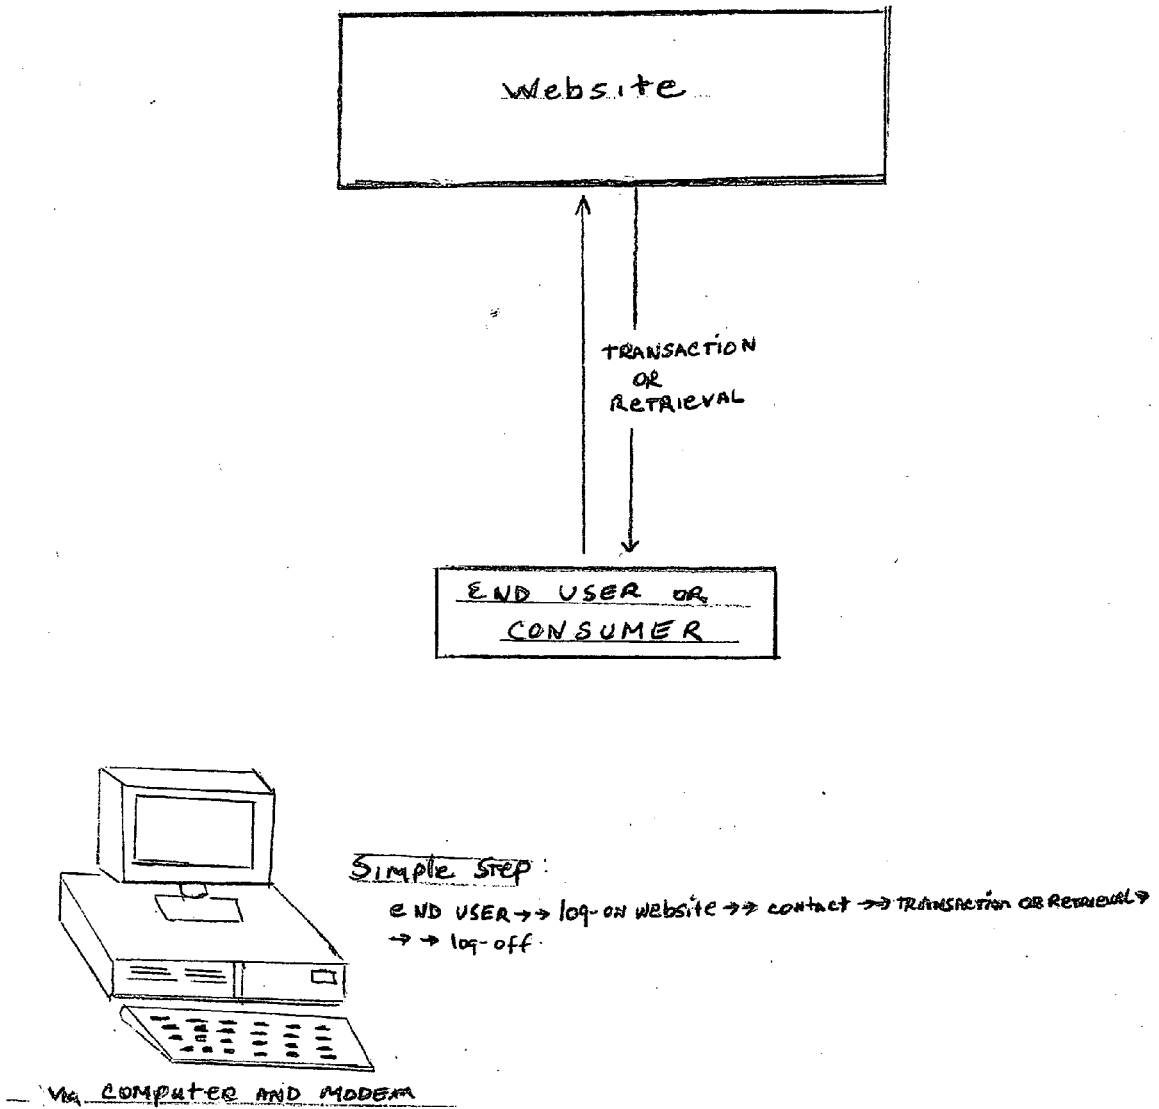 Website
TRANSACTION
OR
RETRIEVAL
END USER OR
CONSUMER
Simple Step:
END USER →→ log-on website →→ contact →→ TRANSACTION OR RETRIEVAL →
→ → log-off.
Via COMPUTER AND MODEM